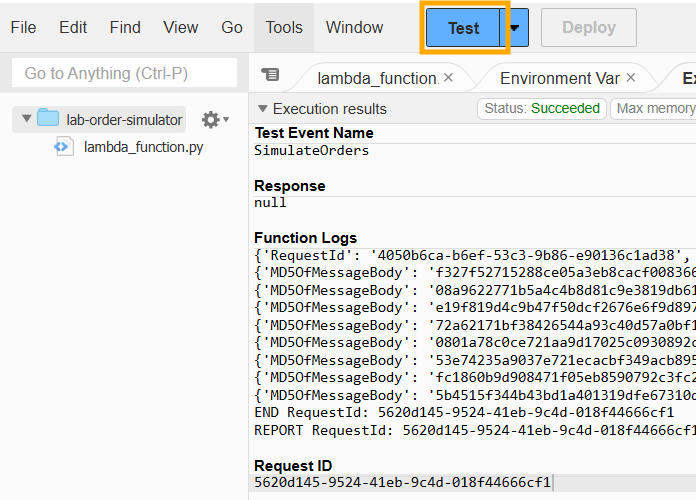 File Edit Find View Go Tools Window Test Deploy
Go to Anything (Ctrl-P)
lambda_function. × Environment Var × Ex
lab-order-simulator
lambda_function.py
Execution results Status: Succeeded Max memory
Test Event Name
SimulateOrders
Response
null
Function Logs
{'RequestId': '4050b6ca-b6ef-53c3-9b86-e90136c1ad38',
{'MD5OfMessageBody': 'f327f52715288ce05a3eb8cacf008366
{'MD5OfMessageBody': '08a9622771b5a4c4b8d81c9e3819db61
{'MD5OfMessageBody': 'e19f819d4c9b47f50dcf2676e6f9d897
{'MD5OfMessageBody': '72a62171bf38426544a93c40d57a0bf1
{'MD5OfMessageBody': '0801a78c0ce721aa9d17025c0930892c
{'MD5OfMessageBody': '53e74235a9037e721ecacbf349acb895
{'MD5OfMessageBody': 'fc1860b9d908471f05eb8590792c3fc2
{'MD5OfMessageBody': '5b4515f344b43bd1a401319dfe67310d
END RequestId: 5620d145-9524-41eb-9c4d-018f44666cf1
REPORT RequestId: 5620d145-9524-41eb-9c4d-018f44666cf1
Request ID
5620d145-9524-41eb-9c4d-018f44666cf1